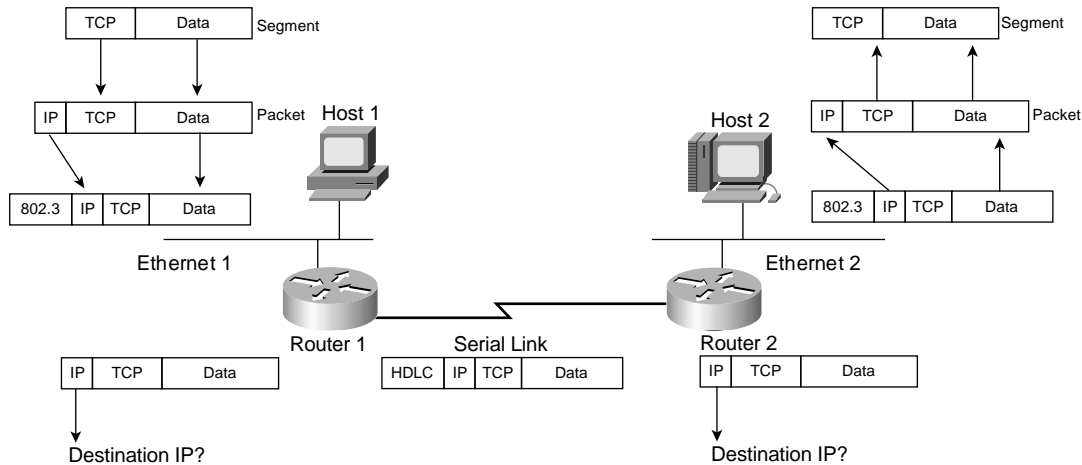 TCP Data Segment
IP TCP Data Packet
802.3 IP TCP Data
Host 1
Ethernet 1
Router 1
IP TCP Data
Destination IP?
Serial Link
HDLC IP TCP Data
TCP Data Segment
IP TCP Data Packet
802.3 IP TCP Data
Host 2
Ethernet 2
Router 2
IP TCP Data
Destination IP?